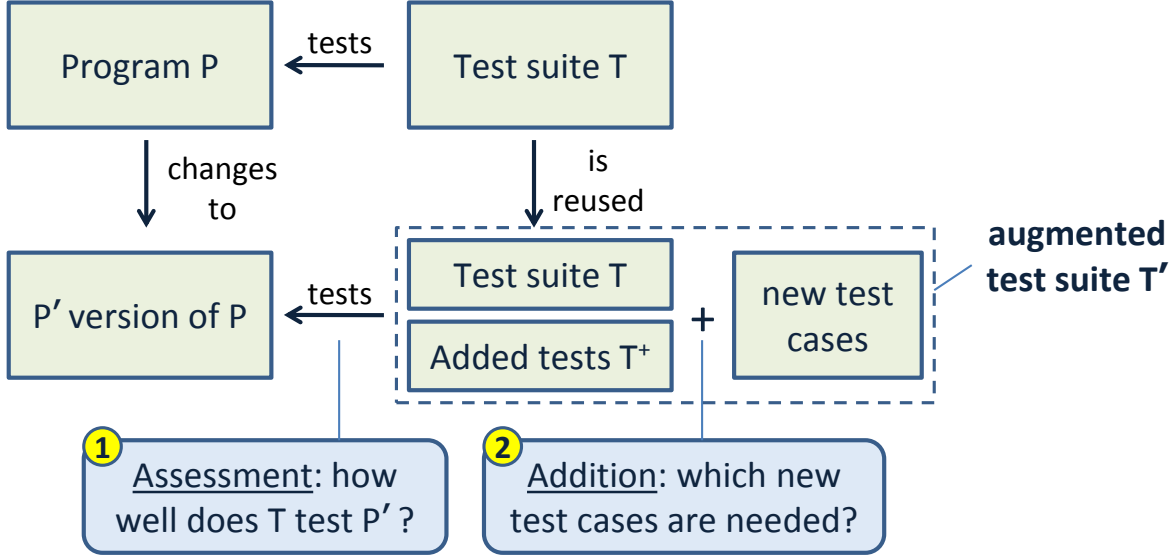 Program P
tests
Test suite T
changes
to
is
reused
P′ version of P
tests
Test suite T
Added tests T⁺
+
new test
cases
augmented
test suite T′
1
Assessment: how
well does T test P′ ?
2
Addition: which new
test cases are needed?